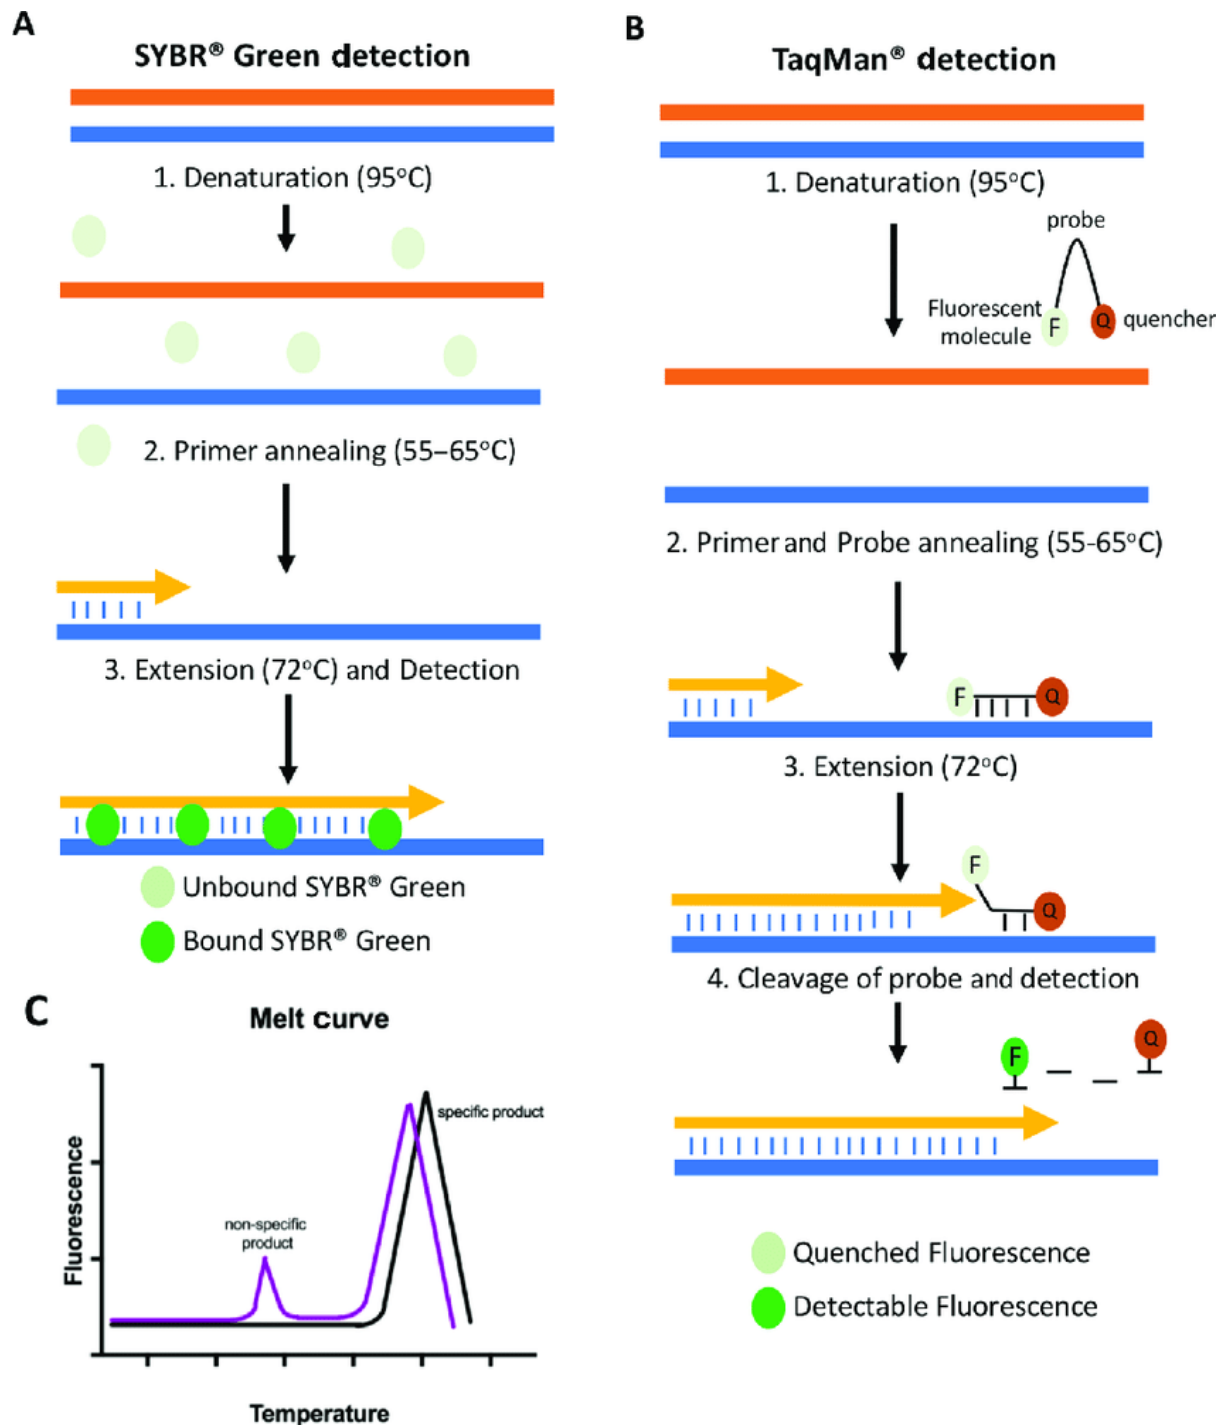 A
SYBR® Green detection
1. Denaturation (95°C)
2. Primer annealing (55–65°C)
3. Extension (72°C) and Detection
Unbound SYBR® Green
Bound SYBR® Green
B
TaqMan® detection
1. Denaturation (95°C)
probe
Fluorescent
molecule
F
Q
quencher
2. Primer and Probe annealing (55-65°C)
F
Q
3. Extension (72°C)
F
Q
4. Cleavage of probe and detection
F
Q
Quenched Fluorescence
Detectable Fluorescence
C
Melt curve
Fluorescence
non-specific
product
specific product
Temperature